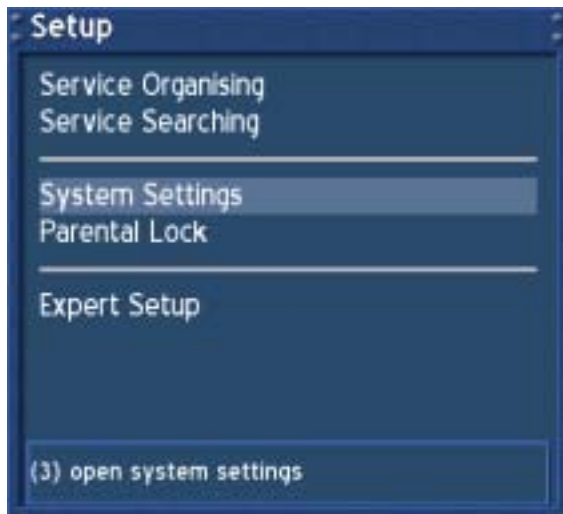 Setup
Service Organising
Service Searching
System Settings
Parental Lock
Expert Setup
(3) open system settings